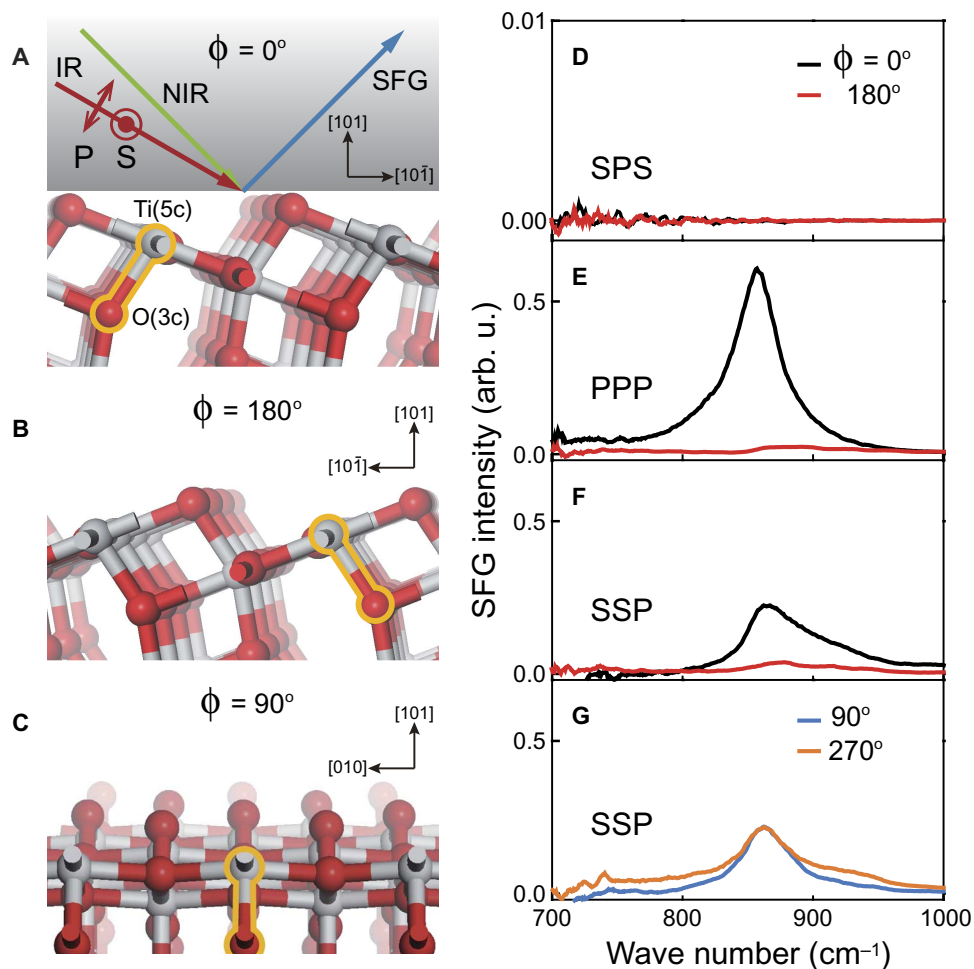 A
ϕ = 0°
IR
NIR
SFG
P S
[101]
[101̄]
Ti(5c)
O(3c)
B
ϕ = 180°
[101]
[101̄]
C
ϕ = 90°
[101]
[010]
SFG intensity (arb. u.)
0.01
D
ϕ = 0°
180°
SPS
0.00
E
0.5
PPP
0.0
F
0.5
SSP
0.0
G
90°
270°
0.5
SSP
0.0
700 800 900 1000
Wave number (cm⁻¹)